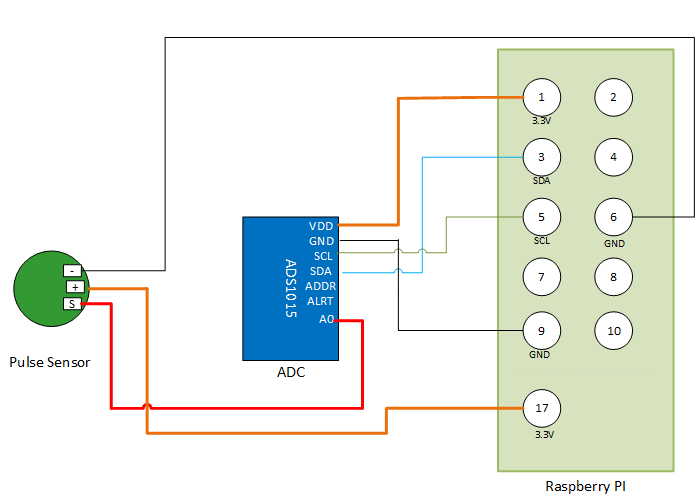 1
2
3.3V
3
4
SDA
5
6
SCL
GND
7
8
9
10
GND
17
3.3V
Raspberry PI
VDD
GND
SCL
SDA
ADDR
ALRT
A0
ADS1015
ADC
-
+
S
Pulse Sensor